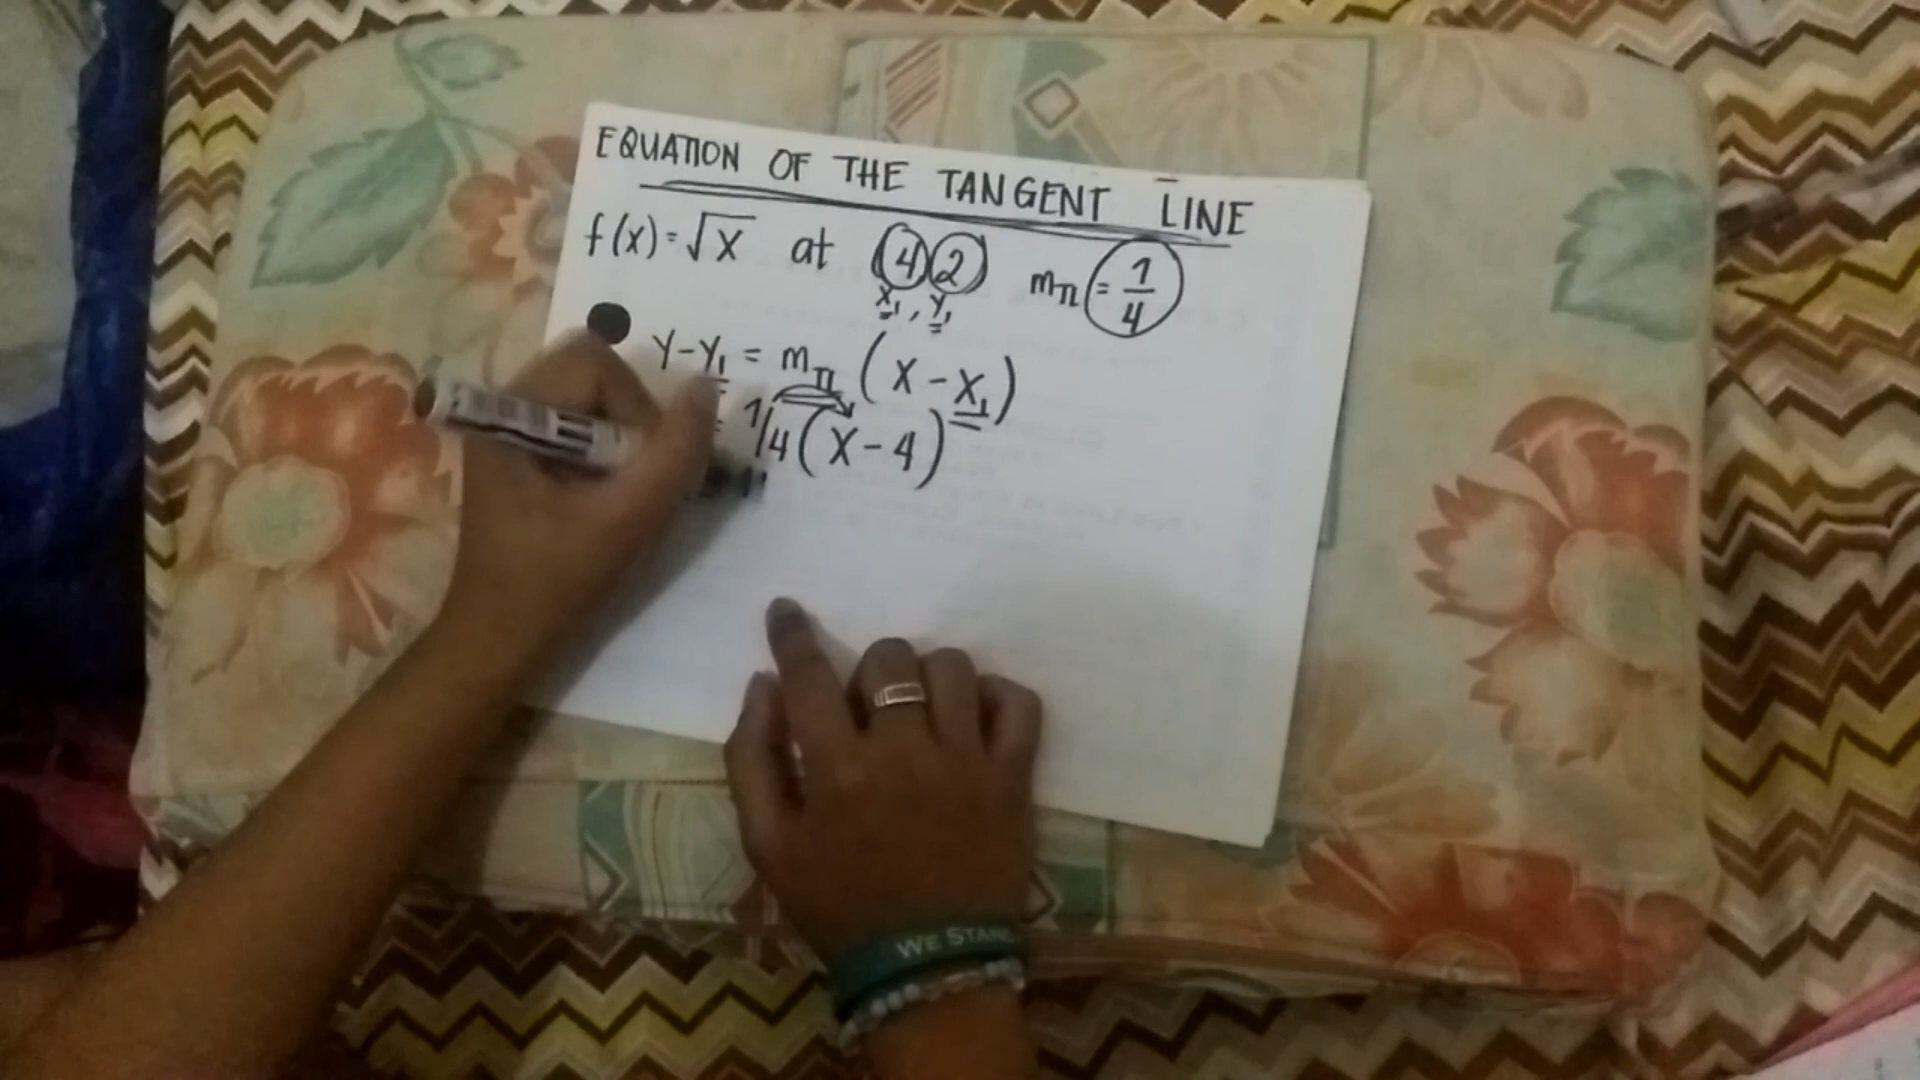 EQUATION OF THE TANGENT LINE
f(x)=√x at (4,2) mTL = 1/4
x₁, y₁
y-y₁ = mTL (x-x₁)
= 1/4(x-4)
WE STAND